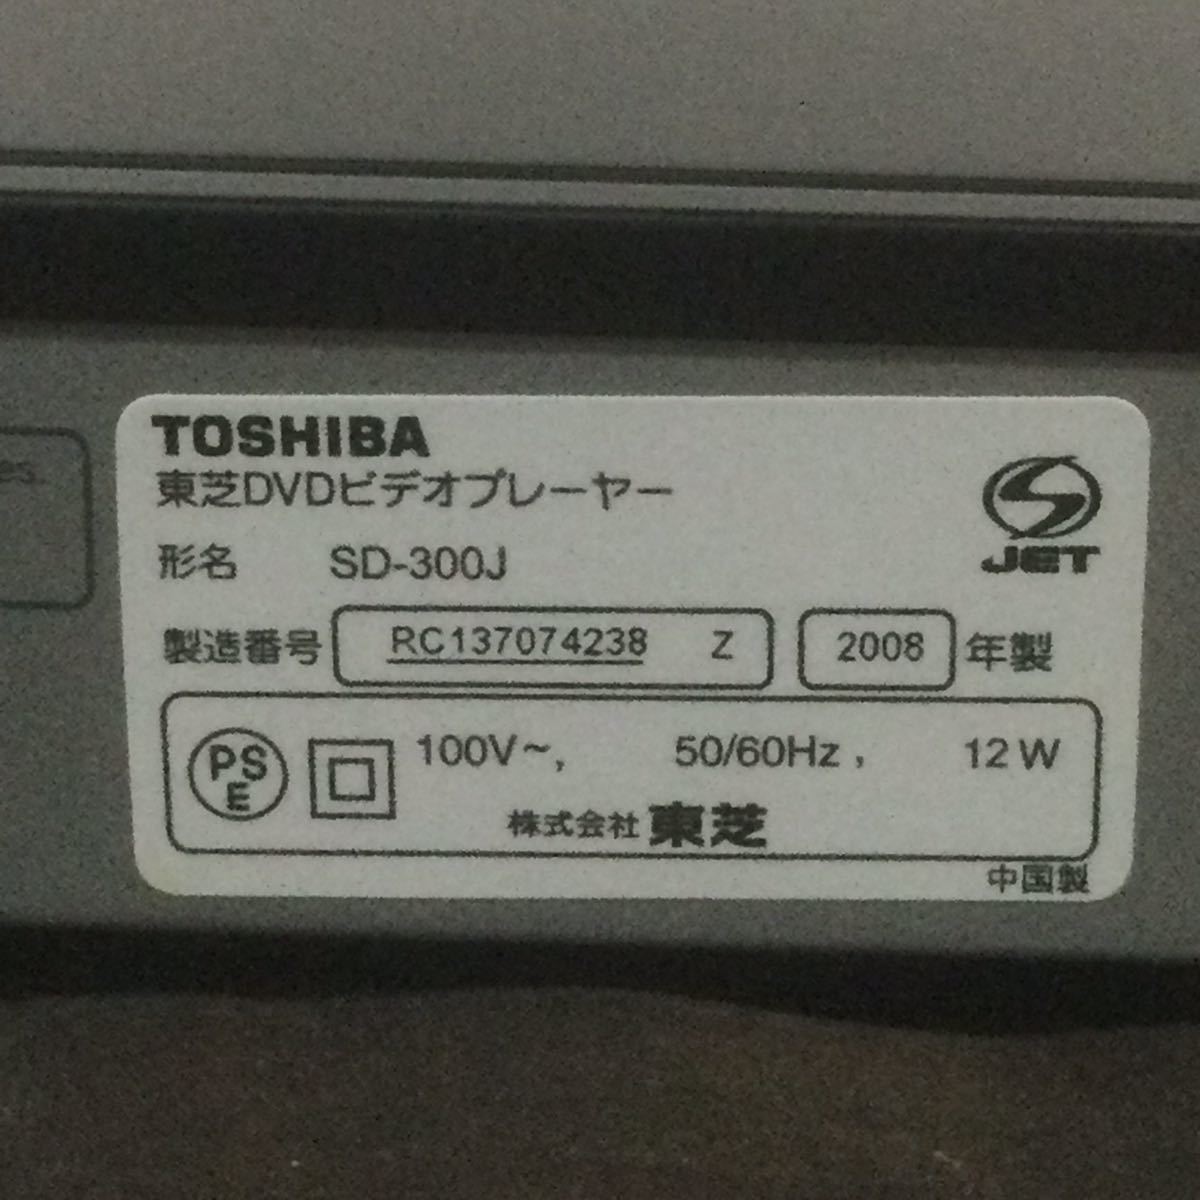 TOSHIBA
東芝DVDビデオプレーヤー
形名 SD-300J
JET
製造番号 RC137074238 Z 2008 年製
PSE 100V~, 50/60Hz, 12W
株式会社 東芝
中国製